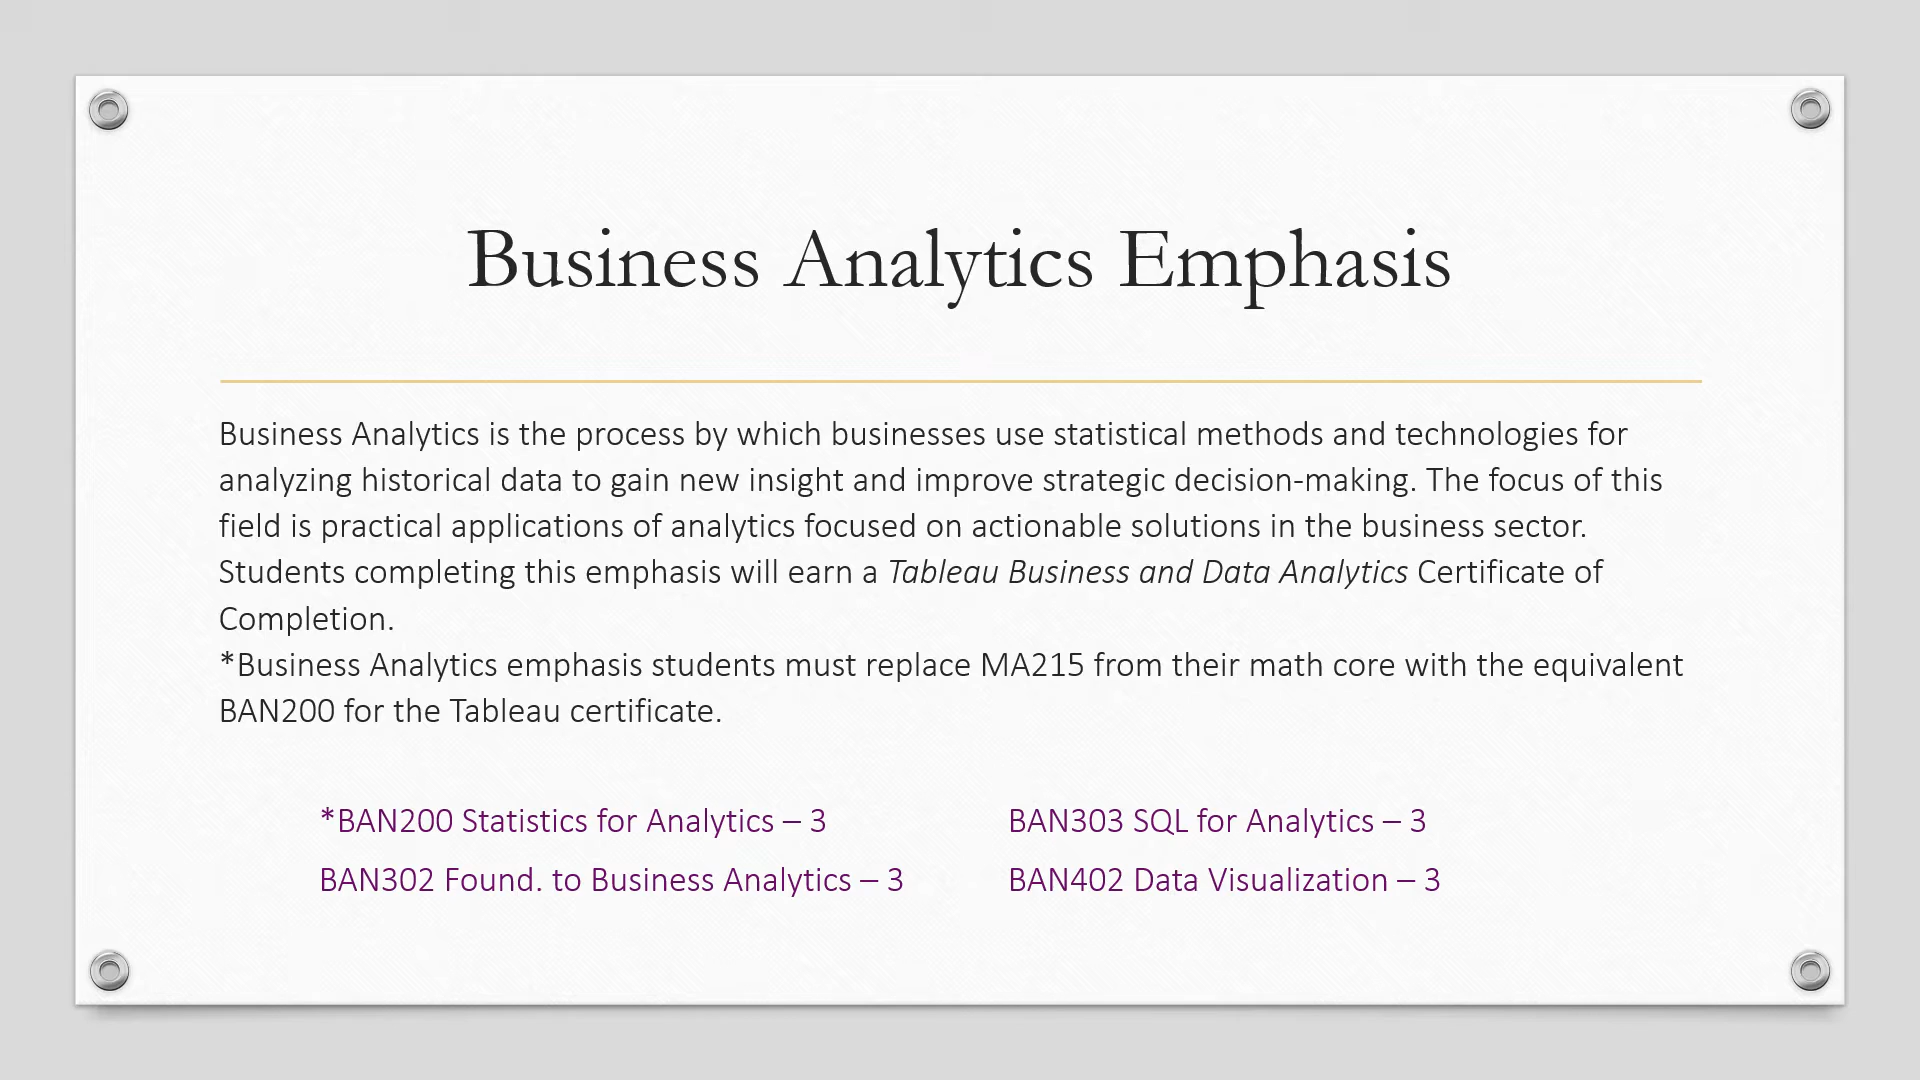 Business Analytics Emphasis
Business Analytics is the process by which businesses use statistical methods and technologies for
analyzing historical data to gain new insight and improve strategic decision-making. The focus of this
field is practical applications of analytics focused on actionable solutions in the business sector.
Students completing this emphasis will earn a Tableau Business and Data Analytics Certificate of
Completion.
*Business Analytics emphasis students must replace MA215 from their math core with the equivalent
BAN200 for the Tableau certificate.
*BAN200 Statistics for Analytics – 3
BAN302 Found. to Business Analytics – 3
BAN303 SQL for Analytics – 3
BAN402 Data Visualization – 3